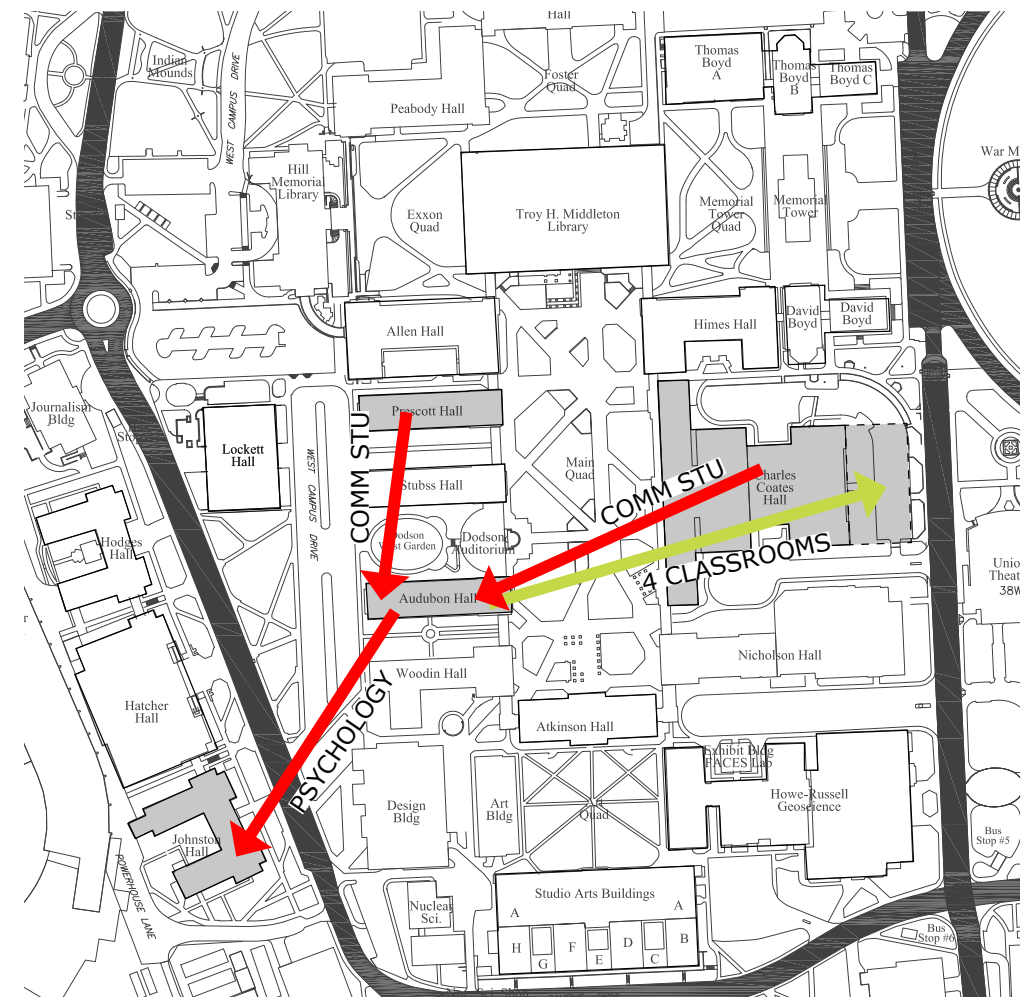 Hall
Indian
Mounds
WEST CAMPUS DRIVE
Peabody Hall
Foster
Quad
Thomas
Boyd
A
Thomas
Boyd
B
Thomas
Boyd C
Hill
Memorial
Library
Exxon
Quad
Troy H. Middleton
Library
Memorial
Tower
Quad
Memorial
Tower
War M
St
Allen Hall
Himes Hall
David
Boyd
David
Boyd
Journalism
Bldg
Lockett
Hall
Prescott Hall
COMM STU
WEST CAMPUS DRIVE
Stubss Hall
Main
Quad
COMM STU
Charles
Coates
Hall
Hodges
Hall
Dodson
West Garden
Dodson
Auditorium
4 CLASSROOMS
Audubon Hall
Unio
Theat
38W
Woodin Hall
Nicholson Hall
PSYCHOLOGY
Hatcher
Hall
Atkinson Hall
Exhibit Bldg
FACES Lab
Howe-Russell
Geoscience
Design
Bldg
Art
Bldg
Quad
Johnston
Hall
POWERHOUSE LANE
Bus
Stop #5
Nuclear
Sci.
Studio Arts Buildings
A
A
H
G
F
E
D
C
B
Bus
Stop #6